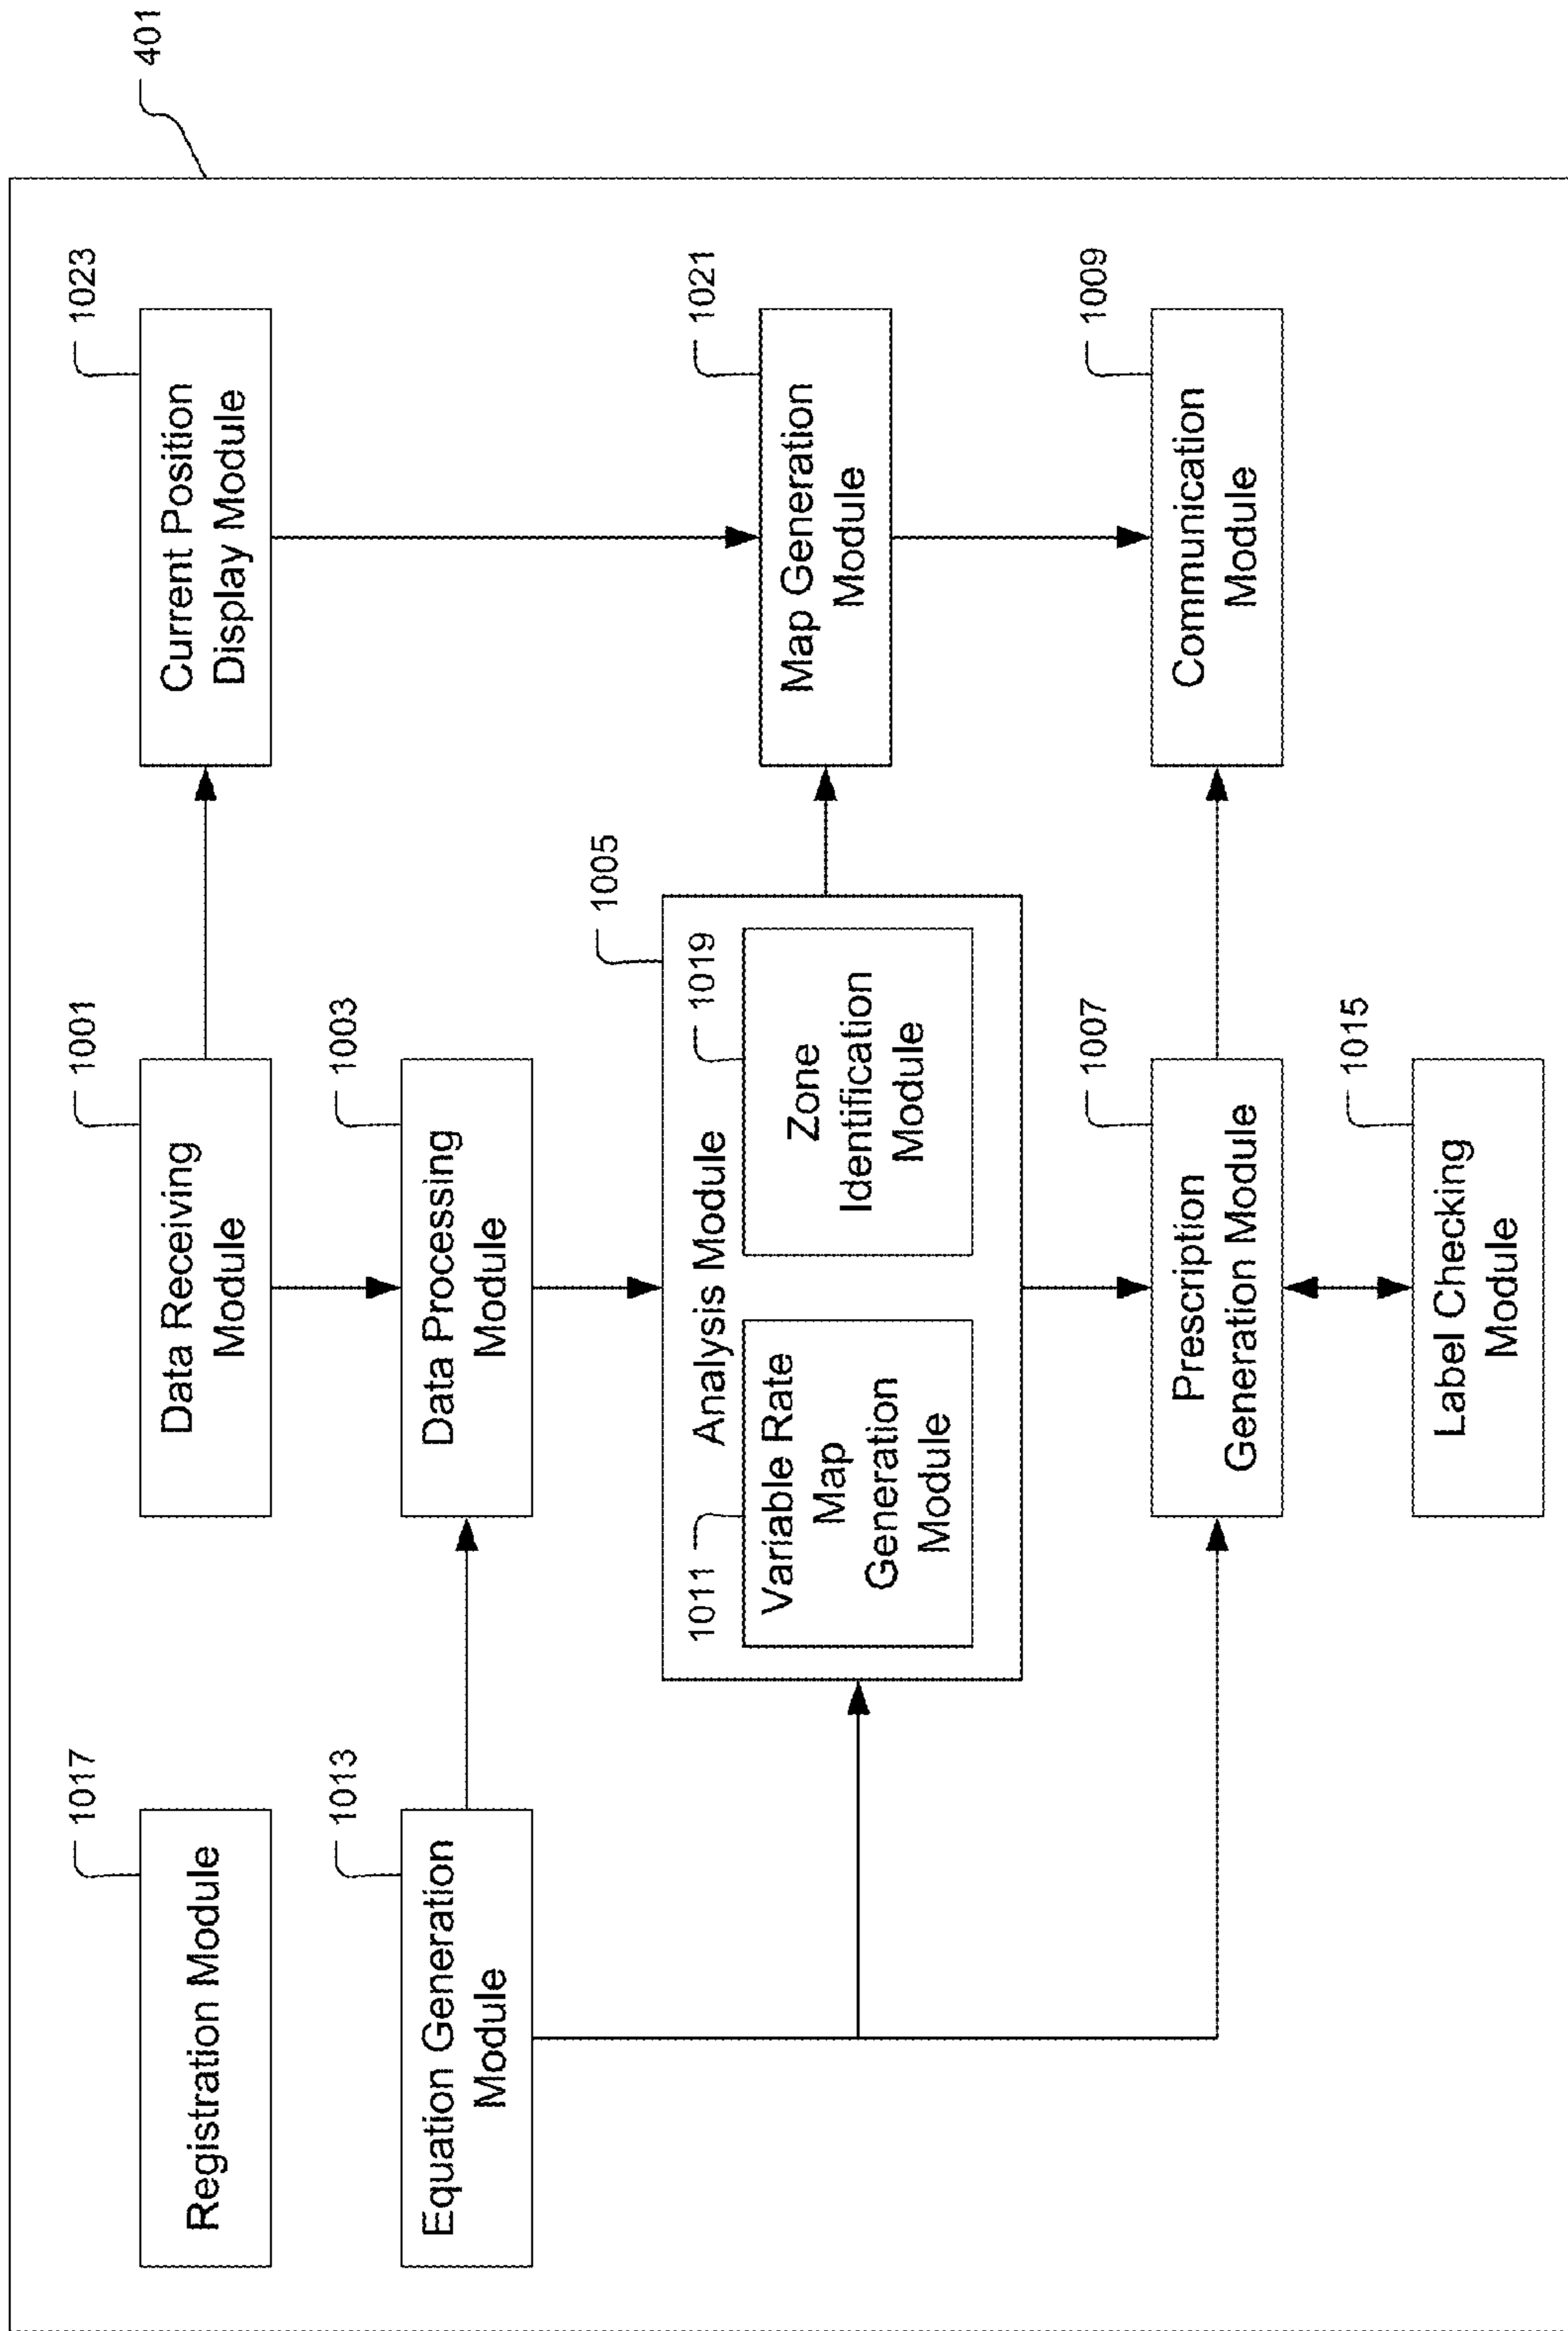 401
1017
Registration Module
1001
Data Receiving
Module
1023
Current Position
Display Module
1013
Equation Generation
Module
1003
Data Processing
Module
1005
Analysis Module
1011
Variable Rate
Map
Generation
Module
1019
Zone
Identification
Module
1021
Map Generation
Module
1007
Prescription
Generation Module
1009
Communication
Module
1015
Label Checking
Module